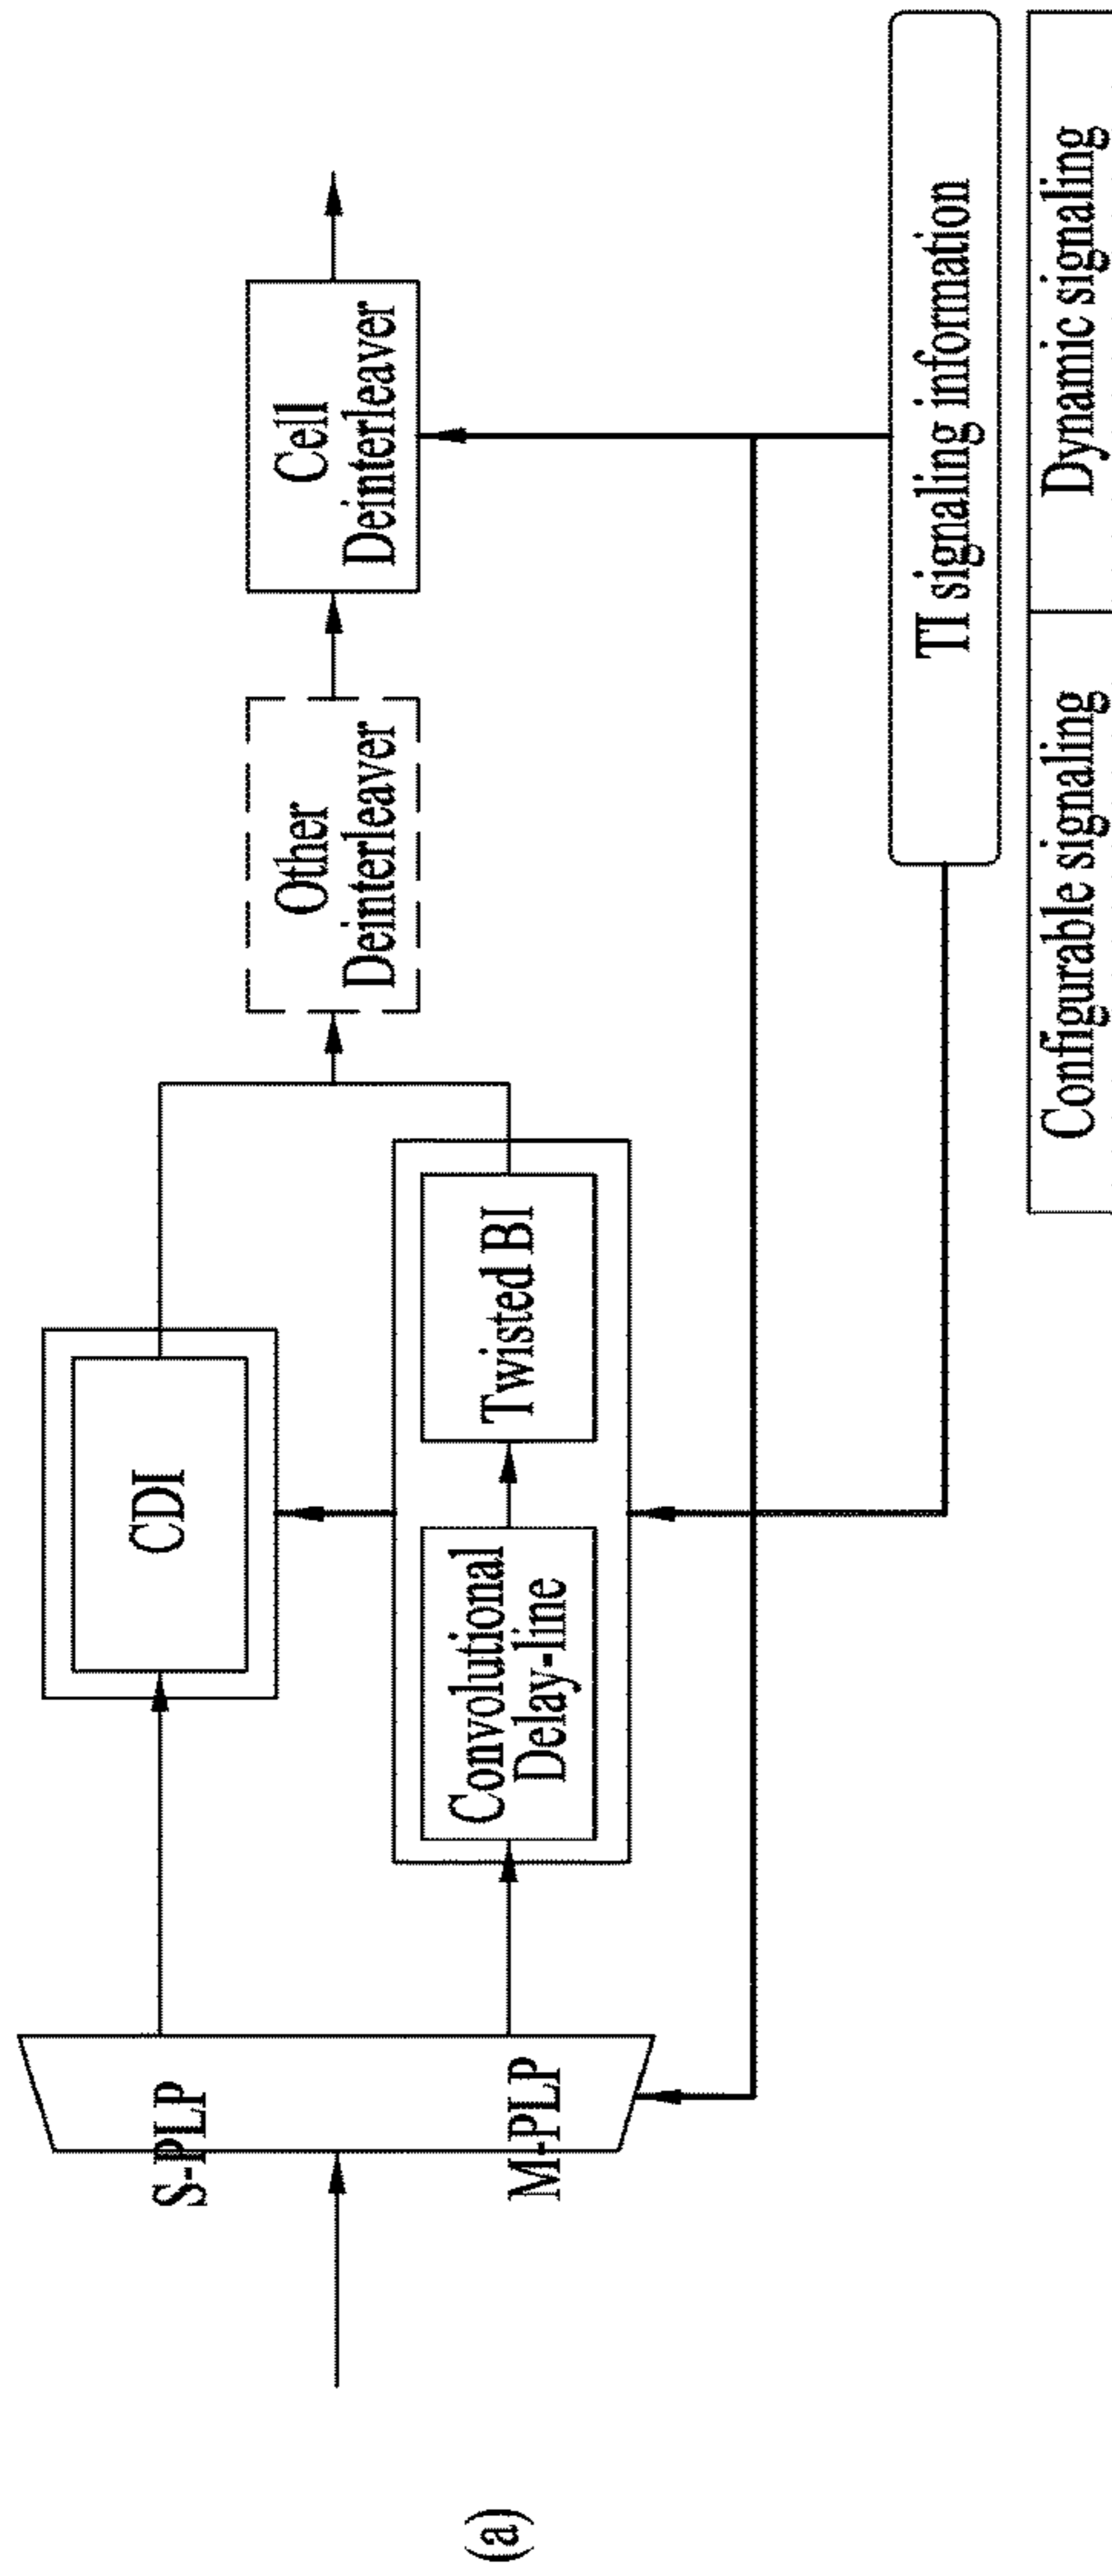 (a)
S-PLP
M-PLP
CDI
Convolutional
Delay-line
Twisted BI
Other
Deinterleaver
Cell
Deinterleaver
TI signaling information
Configurable signaling
Dynamic signaling